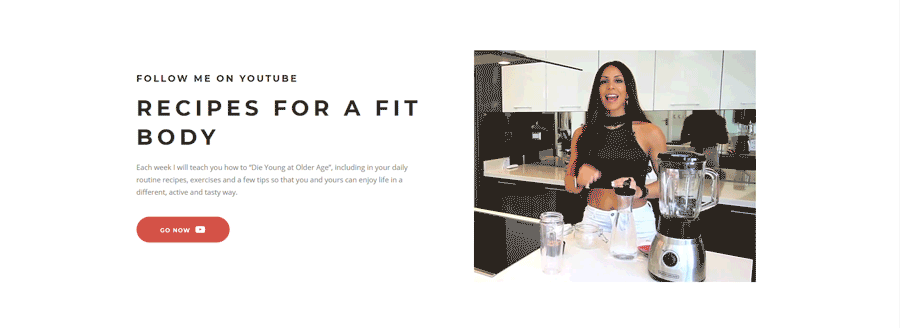 FOLLOW ME ON YOUTUBE
RECIPES FOR A FIT
BODY
Each week I will teach you how to "Die Young at Older Age", including in your daily
routine recipes, exercises and a few tips so that you and yours can enjoy life in a
different, active and tasty way.
GO NOW